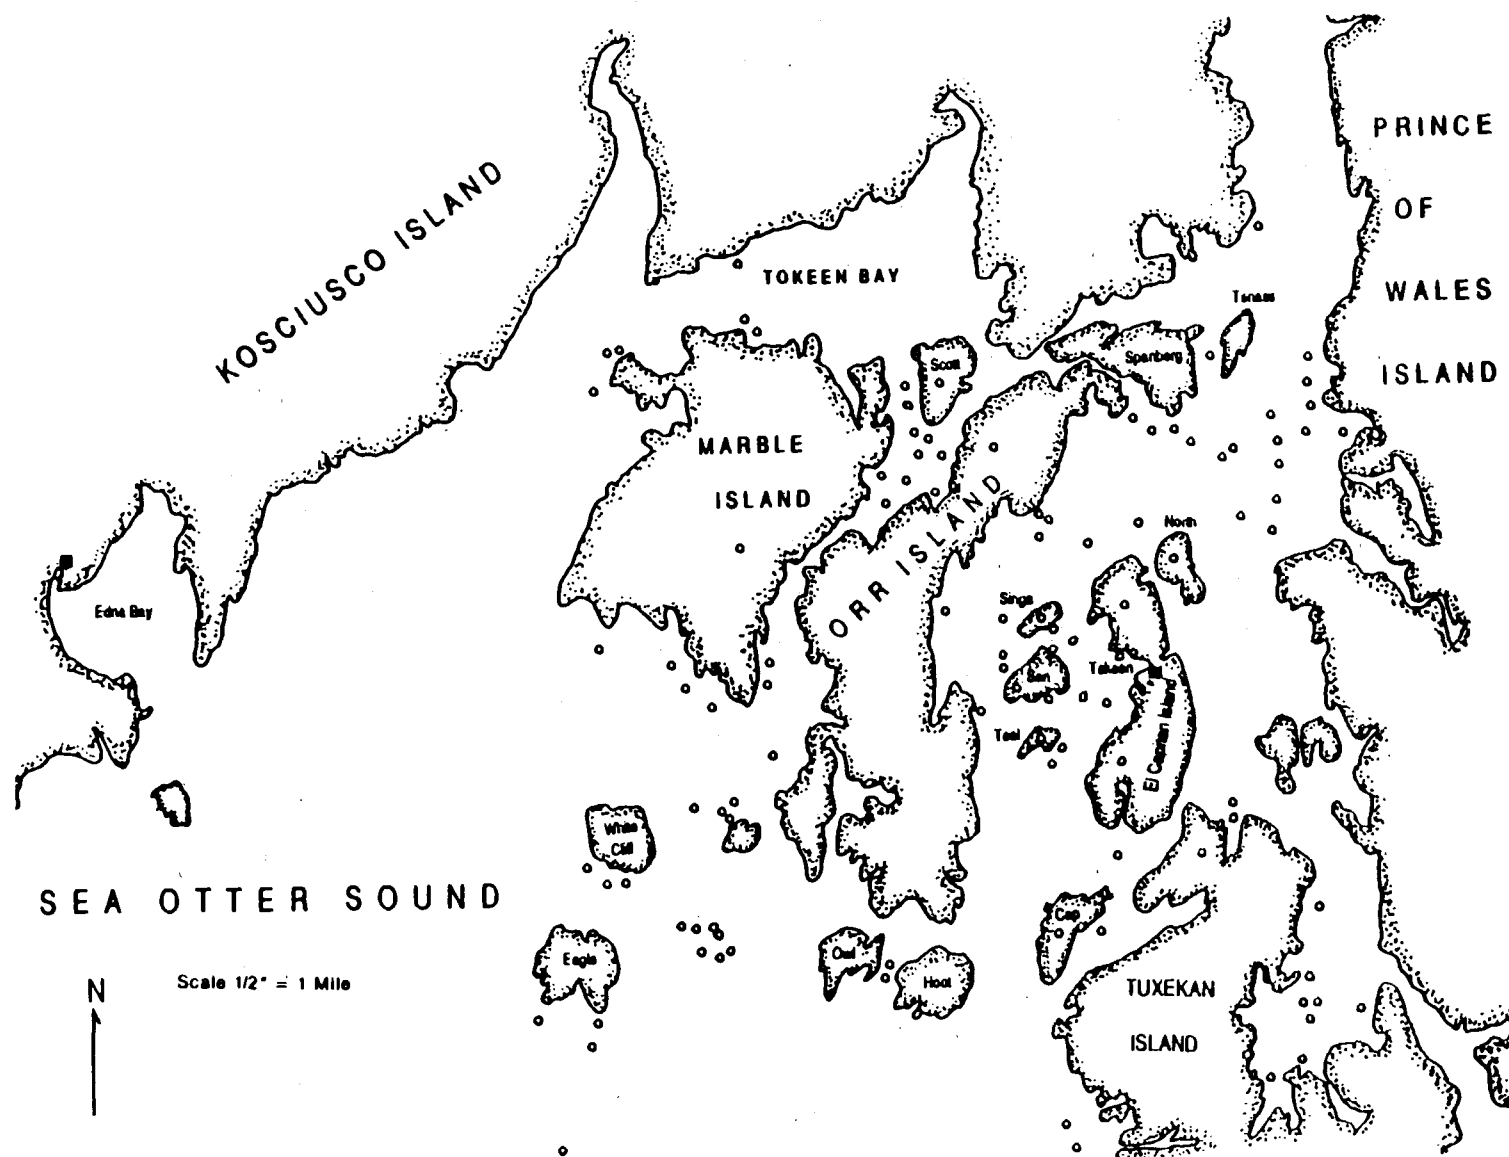 PRINCE
OF
WALES
ISLAND
KOSCIUSCO ISLAND
TOKEEN BAY
Tenass
Scott
Spanberg
MARBLE
ISLAND
ORR ISLAND
North
Edna Bay
Singa
Tokeen
San
El Capitan Island
Teal
White
Cliff
SEA OTTER SOUND
Cap
Eagle
Owl
Hoot
Scale 1/2" = 1 Mile
N
TUXEKAN
ISLAND